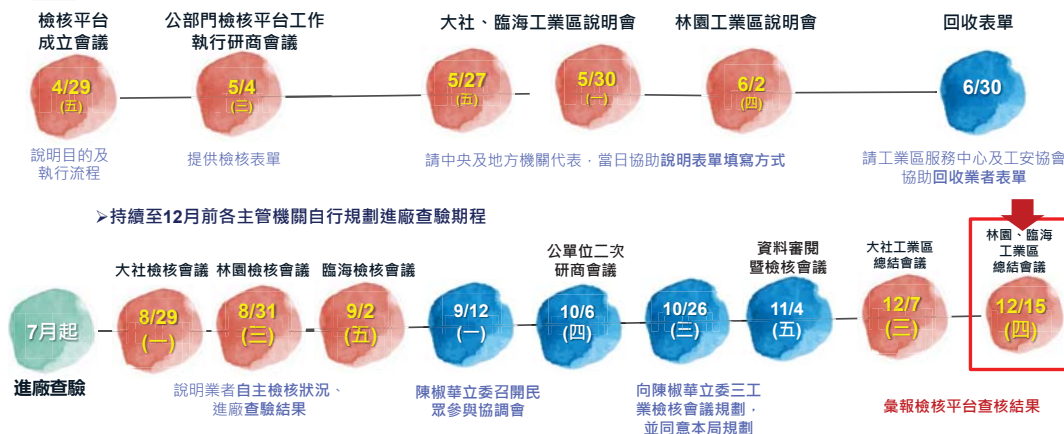 檢核平台
成立會議
公部門檢核平台工作
執行研商會議
大社、臨海工業區說明會
林園工業區說明會
回收表單
4/29
(五)
5/4
(三)
5/27
(五)
5/30
(一)
6/2
(四)
6/30
說明目的及
執行流程
提供檢核表單
請中央及地方機關代表，當日協助說明表單填寫方式
請工業區服務中心及工安協會
協助回收業者表單
➢持續至12月前各主管機關自行規劃進廠查驗期程
大社檢核會議
林園檢核會議
臨海檢核會議
公單位二次
研商會議
資料審閱
暨檢核會議
大社工業區
總結會議
林園、臨海
工業區
總結會議
7月起
8/29
(一)
8/31
(三)
9/2
(五)
9/12
(一)
10/6
(四)
10/26
(三)
11/4
(五)
12/7
(三)
12/15
(四)
進廠查驗
說明業者自主檢核狀況、
進廠查驗結果
陳椒華立委召開民
眾參與協調會
向陳椒華立委三工
業檢核會議規劃，
並同意本局規劃
彙報檢核平台查核結果